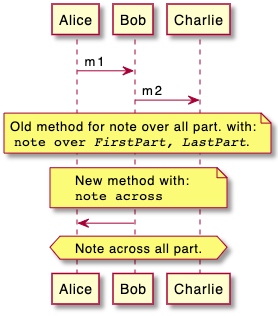 Alice Bob Charlie
m1
m2
Old method for note over all part. with:
note over FirstPart, LastPart.
New method with:
note across
Note across all part.
Alice Bob Charlie